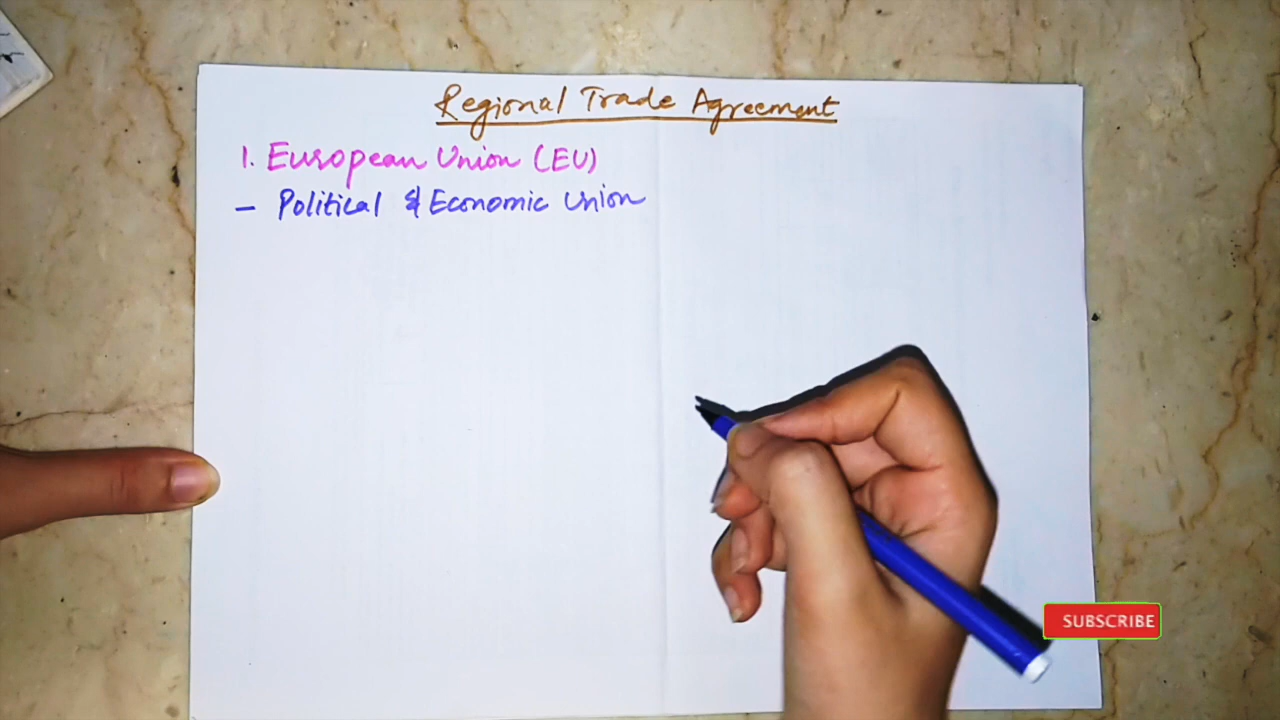 Regional Trade Agreement
1. European Union (EU)
- Political & Economic Union
SUBSCRIBE